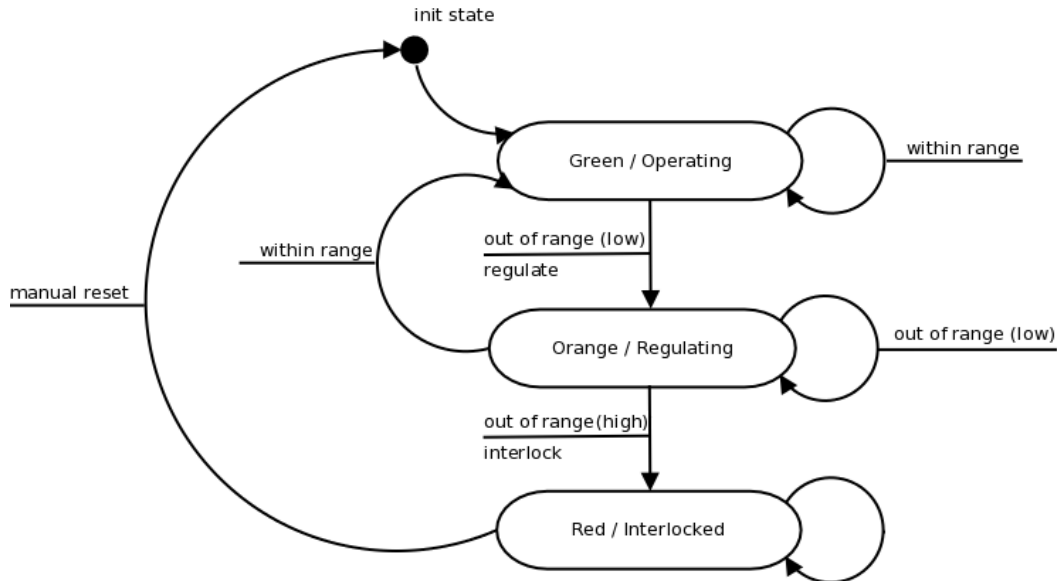 init state
Green / Operating
within range
out of range (low)
regulate
within range
manual reset
Orange / Regulating
out of range (low)
out of range(high)
interlock
Red / Interlocked